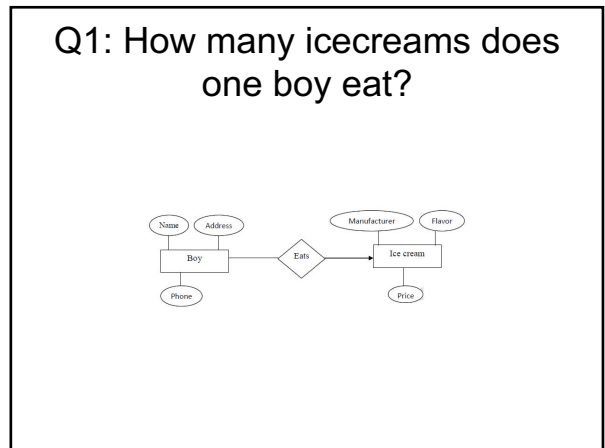 Q1: How many icecreams does
one boy eat?
Name Address Manufacturer Flavor
Boy Eats Ice cream
Phone Price